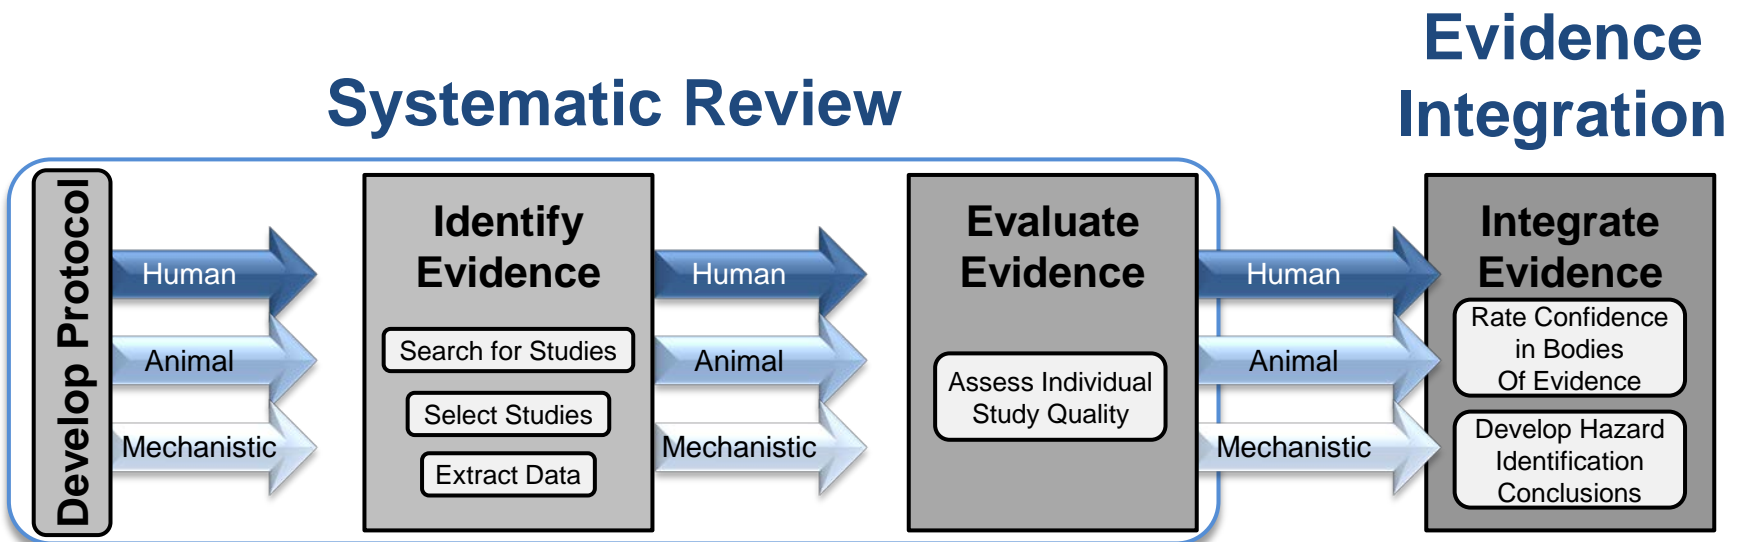 Systematic Review
Evidence
Integration
Develop Protocol
Human
Animal
Mechanistic
Identify
Evidence
Search for Studies
Select Studies
Extract Data
Human
Animal
Mechanistic
Evaluate
Evidence
Assess Individual
Study Quality
Human
Animal
Mechanistic
Integrate
Evidence
Rate Confidence
in Bodies
Of Evidence
Develop Hazard
Identification
Conclusions